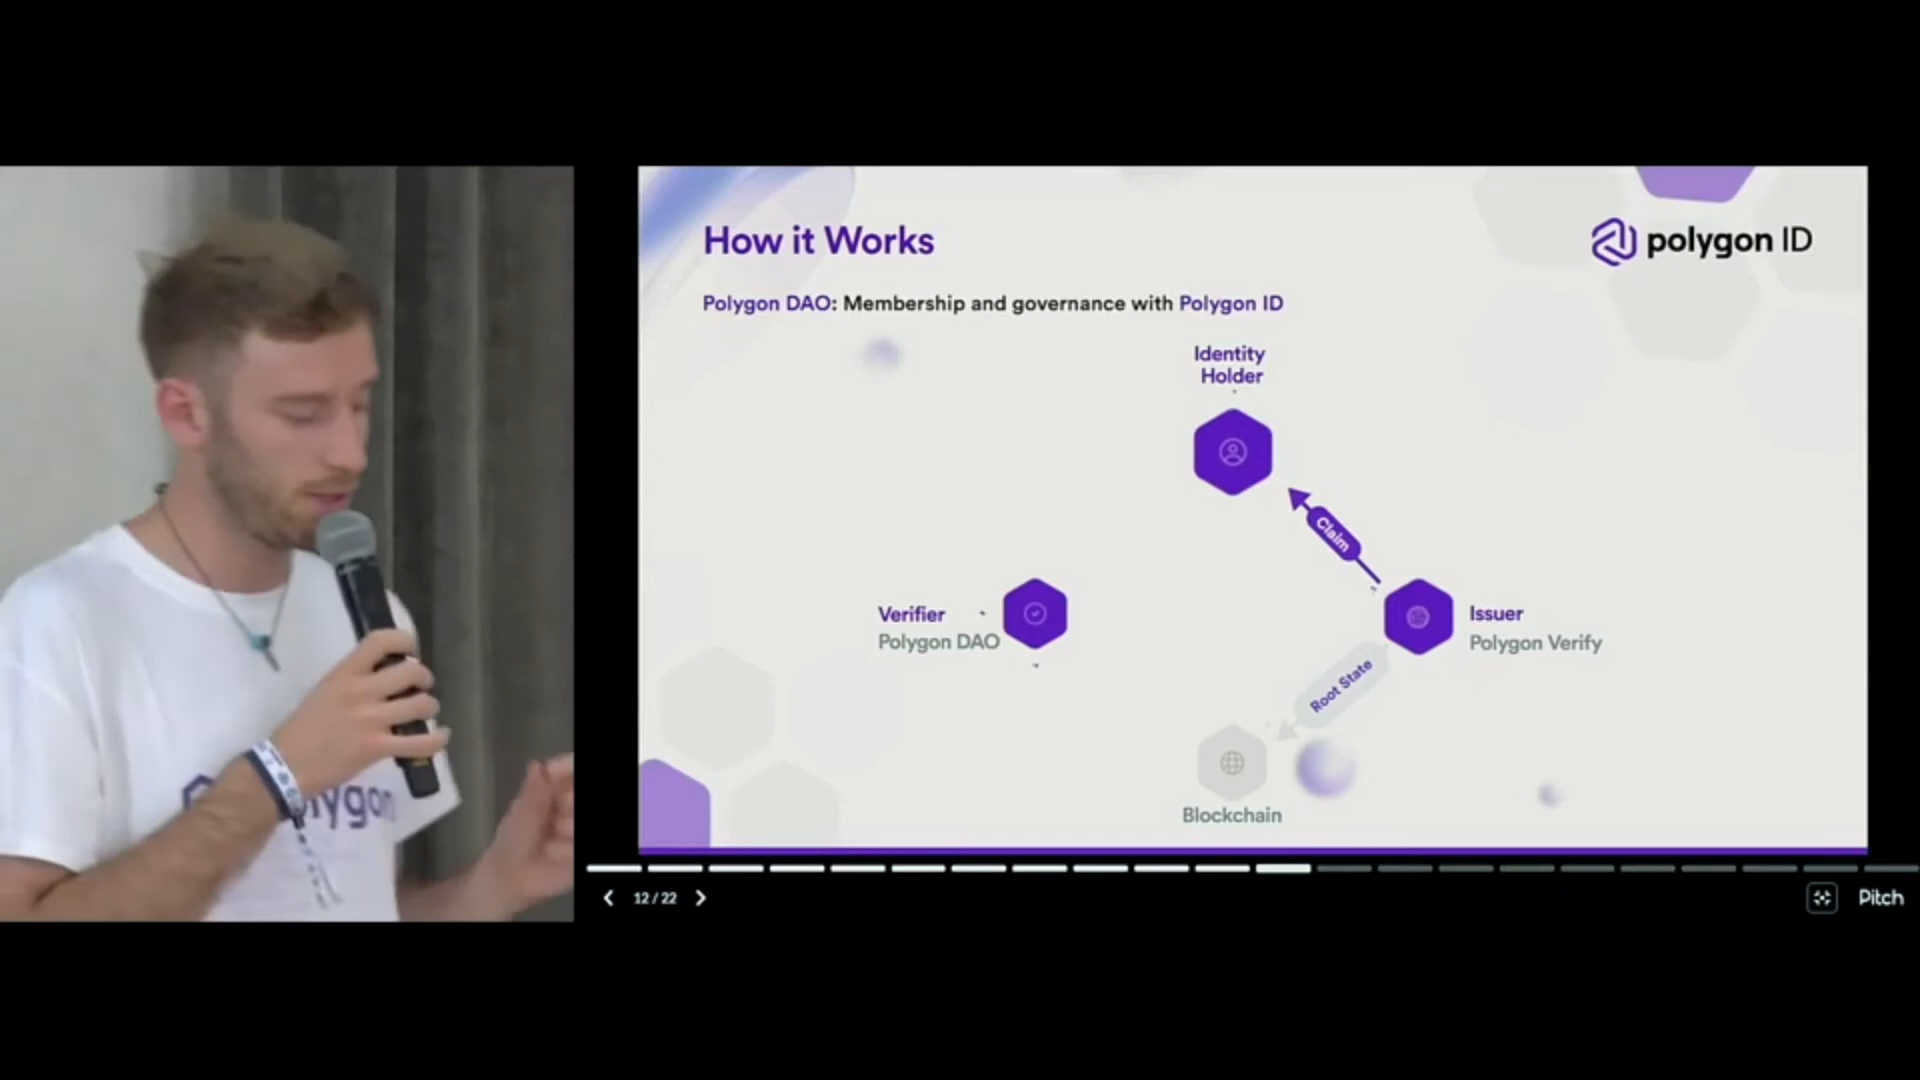 How it Works
polygon ID
Polygon DAO: Membership and governance with Polygon ID
Identity
Holder
Claim
Verifier
Polygon DAO
Issuer
Polygon Verify
Root State
Blockchain
12 / 22
Pitch